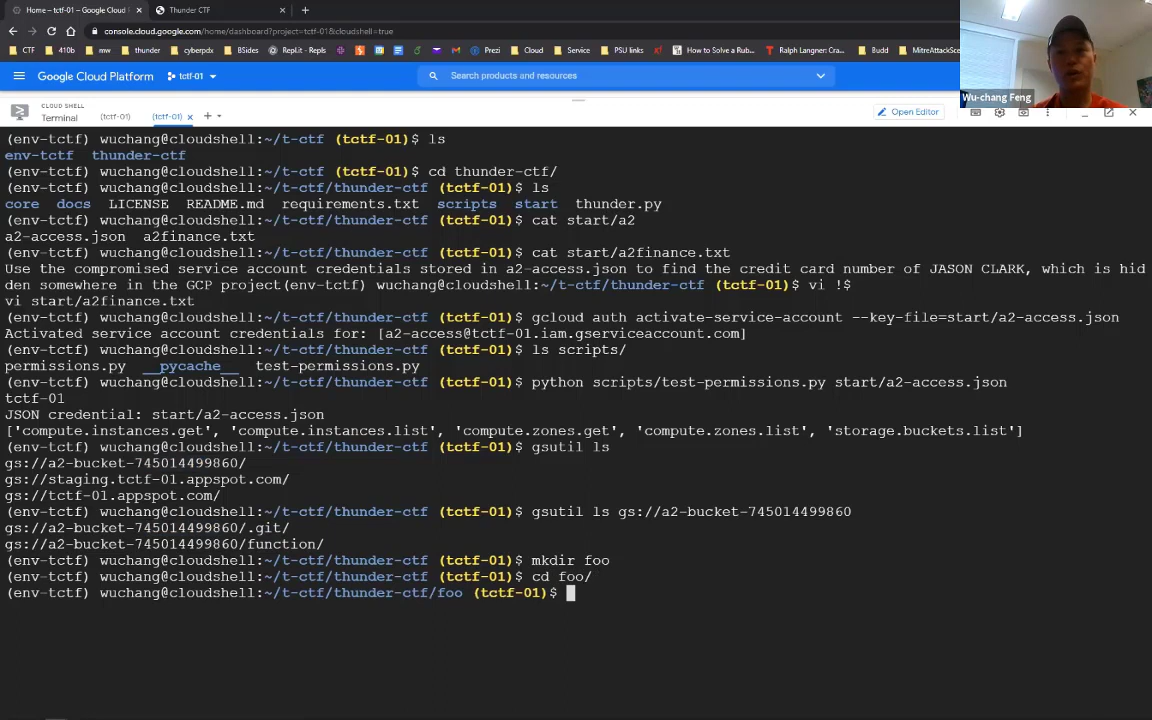 Home – tctf-01 – Google Cloud P
Thunder CTF
console.cloud.google.com/home/dashboard?project=tctf-01&cloudshell=true
CTF 410b mw thunder cyberpdx BSides Repl.it - Repls Prezi Cloud Service PSU links How to Solve a Rub... Ralph Langner: Cra... Budd MitreAttackSce
Google Cloud Platform tctf-01 Search products and resources
Wu-chang Feng
CLOUD SHELL
Terminal (tctf-01) (tctf-01) Open Editor
(env-tctf) wuchang@cloudshell:~/t-ctf (tctf-01)$ ls
env-tctf thunder-ctf
(env-tctf) wuchang@cloudshell:~/t-ctf (tctf-01)$ cd thunder-ctf/
(env-tctf) wuchang@cloudshell:~/t-ctf/thunder-ctf (tctf-01)$ ls
core docs LICENSE README.md requirements.txt scripts start thunder.py
(env-tctf) wuchang@cloudshell:~/t-ctf/thunder-ctf (tctf-01)$ cat start/a2
a2-access.json a2finance.txt
(env-tctf) wuchang@cloudshell:~/t-ctf/thunder-ctf (tctf-01)$ cat start/a2finance.txt
Use the compromised service account credentials stored in a2-access.json to find the credit card number of JASON CLARK, which is hid
den somewhere in the GCP project(env-tctf) wuchang@cloudshell:~/t-ctf/thunder-ctf (tctf-01)$ vi !$
vi start/a2finance.txt
(env-tctf) wuchang@cloudshell:~/t-ctf/thunder-ctf (tctf-01)$ gcloud auth activate-service-account --key-file=start/a2-access.json
Activated service account credentials for: [a2-access@tctf-01.iam.gserviceaccount.com]
(env-tctf) wuchang@cloudshell:~/t-ctf/thunder-ctf (tctf-01)$ ls scripts/
permissions.py __pycache__ test-permissions.py
(env-tctf) wuchang@cloudshell:~/t-ctf/thunder-ctf (tctf-01)$ python scripts/test-permissions.py start/a2-access.json
tctf-01
JSON credential: start/a2-access.json
['compute.instances.get', 'compute.instances.list', 'compute.zones.get', 'compute.zones.list', 'storage.buckets.list']
(env-tctf) wuchang@cloudshell:~/t-ctf/thunder-ctf (tctf-01)$ gsutil ls
gs://a2-bucket-745014499860/
gs://staging.tctf-01.appspot.com/
gs://tctf-01.appspot.com/
(env-tctf) wuchang@cloudshell:~/t-ctf/thunder-ctf (tctf-01)$ gsutil ls gs://a2-bucket-745014499860
gs://a2-bucket-745014499860/.git/
gs://a2-bucket-745014499860/function/
(env-tctf) wuchang@cloudshell:~/t-ctf/thunder-ctf (tctf-01)$ mkdir foo
(env-tctf) wuchang@cloudshell:~/t-ctf/thunder-ctf (tctf-01)$ cd foo/
(env-tctf) wuchang@cloudshell:~/t-ctf/thunder-ctf/foo (tctf-01)$